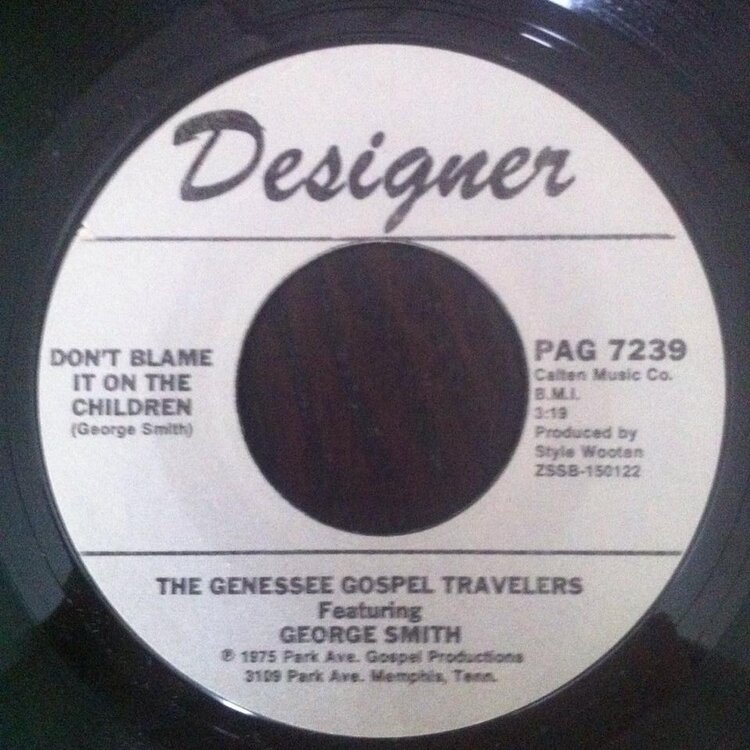 Designer
DON'T BLAME
IT ON THE
CHILDREN
(George Smith)
PAG 7239
Calten Music Co.
B.M.I.
3:19
Produced by
Style Wooten
ZSSB-150122
THE GENESSEE GOSPEL TRAVELERS
Featuring
GEORGE SMITH
℗ 1975 Park Ave. Gospel Productions
3109 Park Ave. Memphis, Tenn.